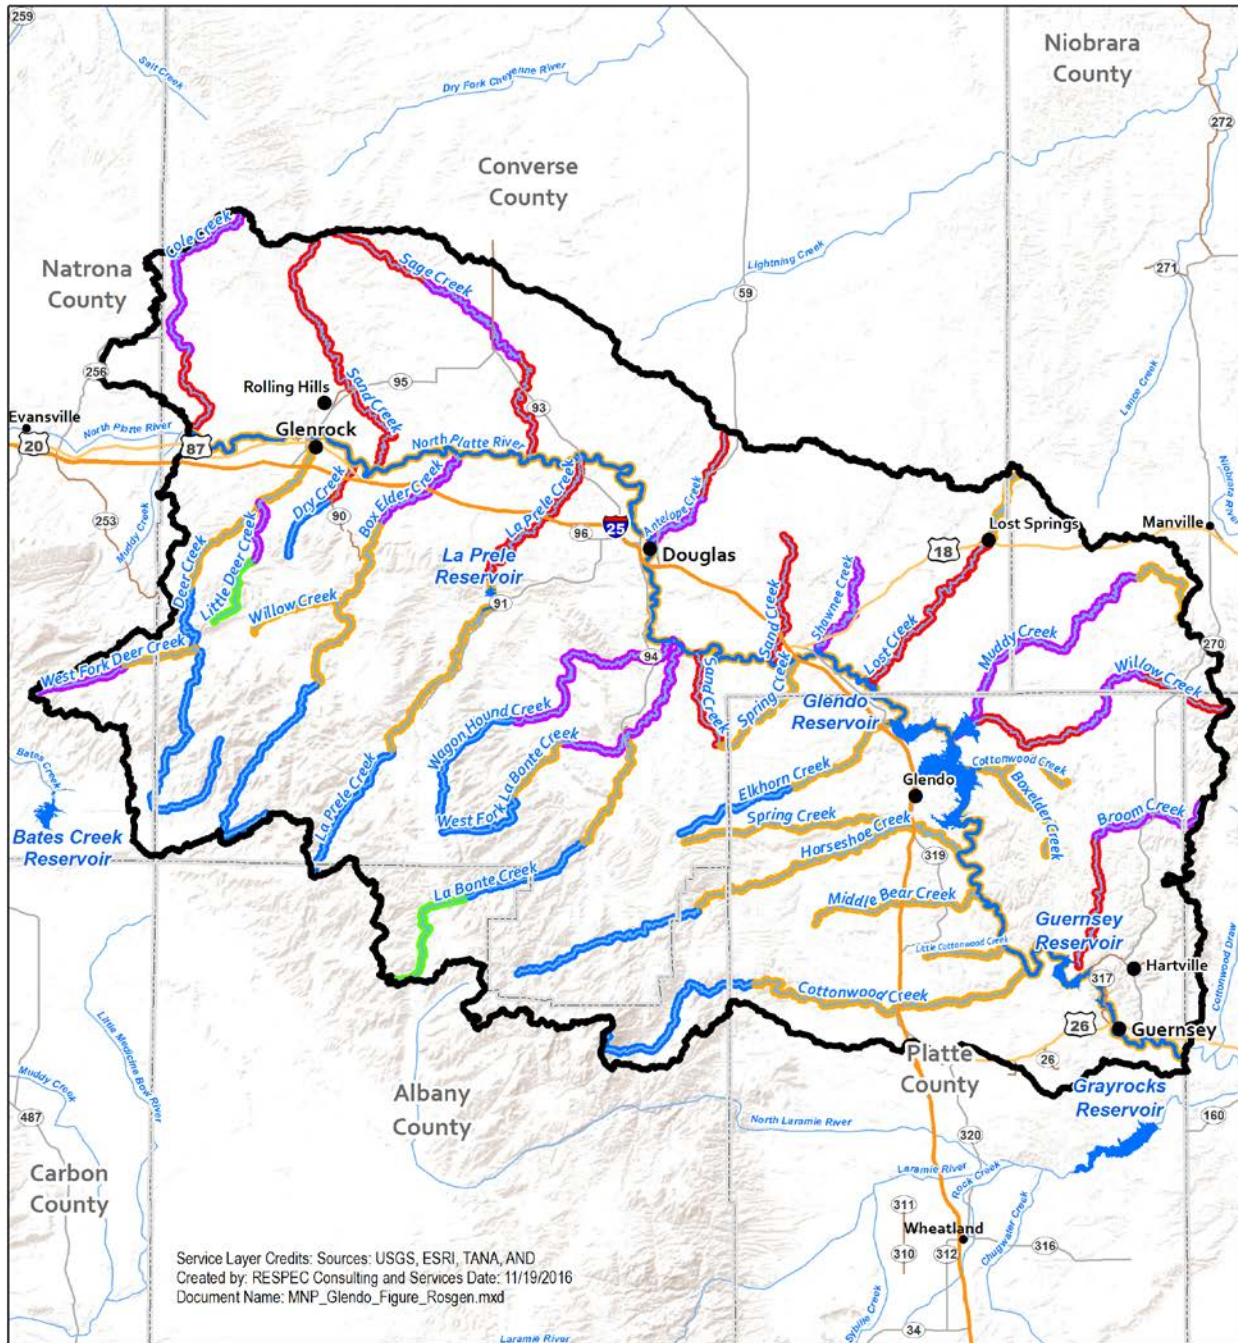 259
Salt Creek
Dry Fork Cheyenne River
Niobrara
County
272
Converse
County
Cole Creek
Sage Creek
Lightning Creek
271
Natrona
County
59
Lance Creek
256
Rolling Hills
95
Sand Creek
93
Evansville
North Platte River
20
87
Glenrock
North Platte River
Niobrara River
Dry Creek
Box Elder Creek
La Prele Creek
Antelope Creek
253
Muddy Creek
90
25
96
Lost Springs
Manville
18
Douglas
Deer Creek
Little Deer Creek
La Prele
Reservoir
Willow Creek
91
Sand Creek
Shawnee Creek
Lost Creek
Muddy Creek
270
West Fork Deer Creek
94
Willow Creek
Sand Creek
Spring Creek
Glendo
Reservoir
Wagon Hound Creek
Bates Creek
West Fork La Bonte Creek
Elkhorn Creek
Glendo
Cottonwood Creek
Boxelder Creek
Broom Creek
Bates Creek
Reservoir
La Prele Creek
Spring Creek
Horseshoe Creek
319
La Bonte Creek
Middle Bear Creek
Guernsey
Reservoir
Little Cottonwood Creek
Hartville
317
Cottonwood Draw
Cottonwood Creek
26
Guernsey
Little Medicine Bow River
Platte
County
26
Muddy Creek
Albany
County
Grayrocks
Reservoir
487
North Laramie River
160
320
Carbon
County
Laramie River
Rock Creek
Chugwater Creek
311
Wheatland
310
312
316
Service Layer Credits: Sources: USGS, ESRI, TANA, AND
Created by: RESPEC Consulting and Services Date: 11/19/2016
Document Name: MNP_Glendo_Figure_Rosgen.mxd
Sybille Creek
34
Laramie River